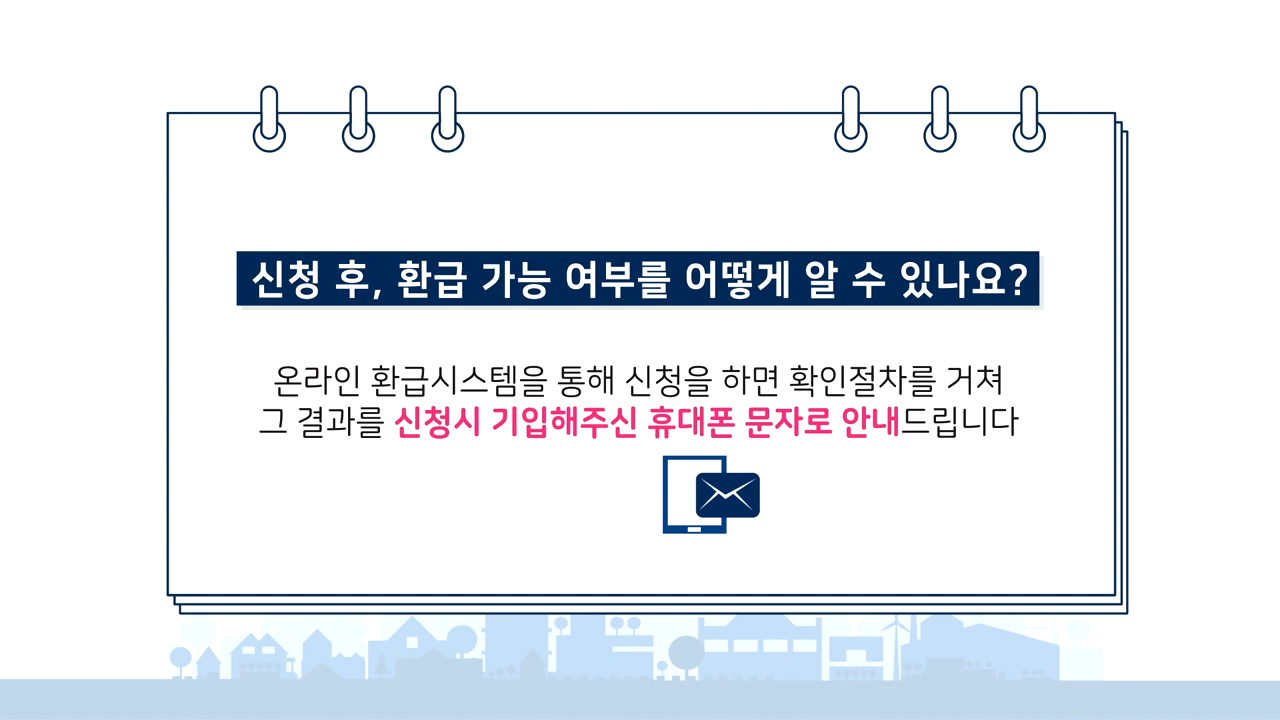 신청 후, 환급 가능 여부를 어떻게 알 수 있나요?
온라인 환급시스템을 통해 신청을 하면 확인절차를 거쳐
그 결과를 신청시 기입해주신 휴대폰 문자로 안내드립니다